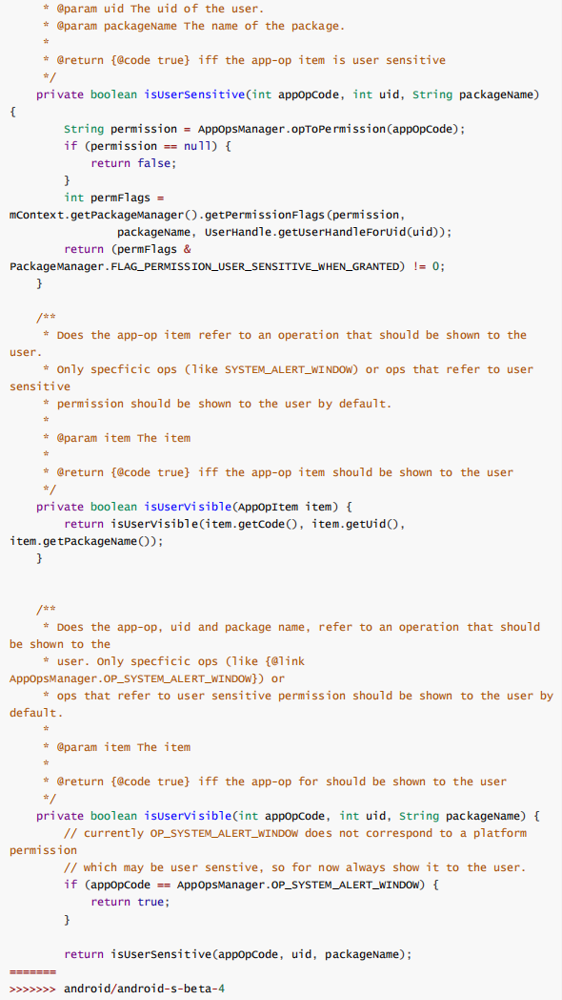 * @param uid The uid of the user.
     * @param packageName The name of the package.
     *
     * @return {@code true} iff the app-op item is user sensitive
     */
    private boolean isUserSensitive(int appOpCode, int uid, String packageName)
{
        String permission = AppOpsManager.opToPermission(appOpCode);
        if (permission == null) {
            return false;
        }
        int permFlags =
mContext.getPackageManager().getPermissionFlags(permission,
                packageName, UserHandle.getUserHandleForUid(uid));
        return (permFlags &
PackageManager.FLAG_PERMISSION_USER_SENSITIVE_WHEN_GRANTED) != 0;
    }

    /**
     * Does the app-op item refer to an operation that should be shown to the
user.
     * Only specficic ops (like SYSTEM_ALERT_WINDOW) or ops that refer to user
sensitive
     * permission should be shown to the user by default.
     *
     * @param item The item
     *
     * @return {@code true} iff the app-op item should be shown to the user
     */
    private boolean isUserVisible(AppOpItem item) {
        return isUserVisible(item.getCode(), item.getUid(),
item.getPackageName());
    }


    /**
     * Does the app-op, uid and package name, refer to an operation that should
be shown to the
     * user. Only specficic ops (like {@link
AppOpsManager.OP_SYSTEM_ALERT_WINDOW}) or
     * ops that refer to user sensitive permission should be shown to the user by
default.
     *
     * @param item The item
     *
     * @return {@code true} iff the app-op for should be shown to the user
     */
    private boolean isUserVisible(int appOpCode, int uid, String packageName) {
        // currently OP_SYSTEM_ALERT_WINDOW does not correspond to a platform
permission
        // which may be user senstive, so for now always show it to the user.
        if (appOpCode == AppOpsManager.OP_SYSTEM_ALERT_WINDOW) {
            return true;
        }

        return isUserSensitive(appOpCode, uid, packageName);
=======
>>>>>>> android/android-s-beta-4